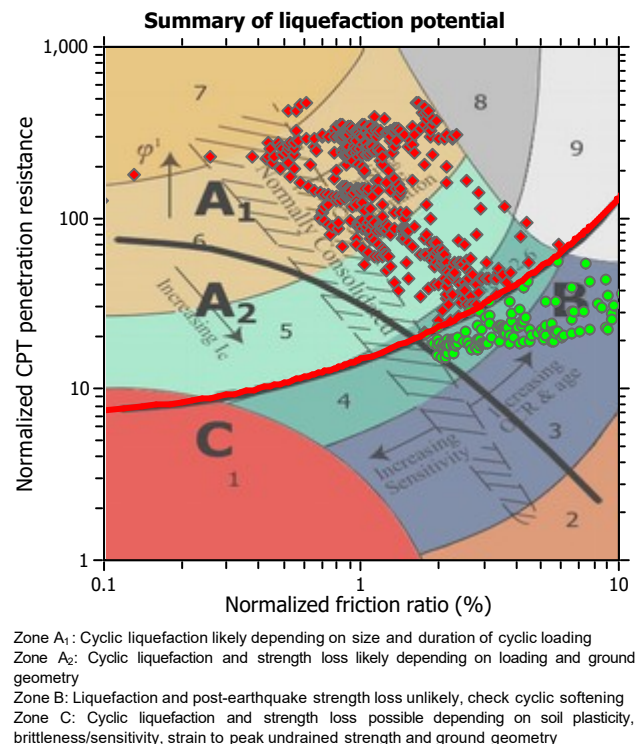 Summary of liquefaction potential
1,000
100
10
1
Normalized CPT penetration resistance
7
8
9
φ'
A1
6
Normally Consolidated
A2
Increasing Ic
5
B
4
C
1
Increasing
OCR & age
Increasing
Sensitivity
3
2
0.1
1
10
Normalized friction ratio (%)
Zone A1: Cyclic liquefaction likely depending on size and duration of cyclic loading
Zone A2: Cyclic liquefaction and strength loss likely depending on loading and ground
geometry
Zone B: Liquefaction and post-earthquake strength loss unlikely, check cyclic softening
Zone C: Cyclic liquefaction and strength loss possible depending on soil plasticity,
brittleness/sensitivity, strain to peak undrained strength and ground geometry